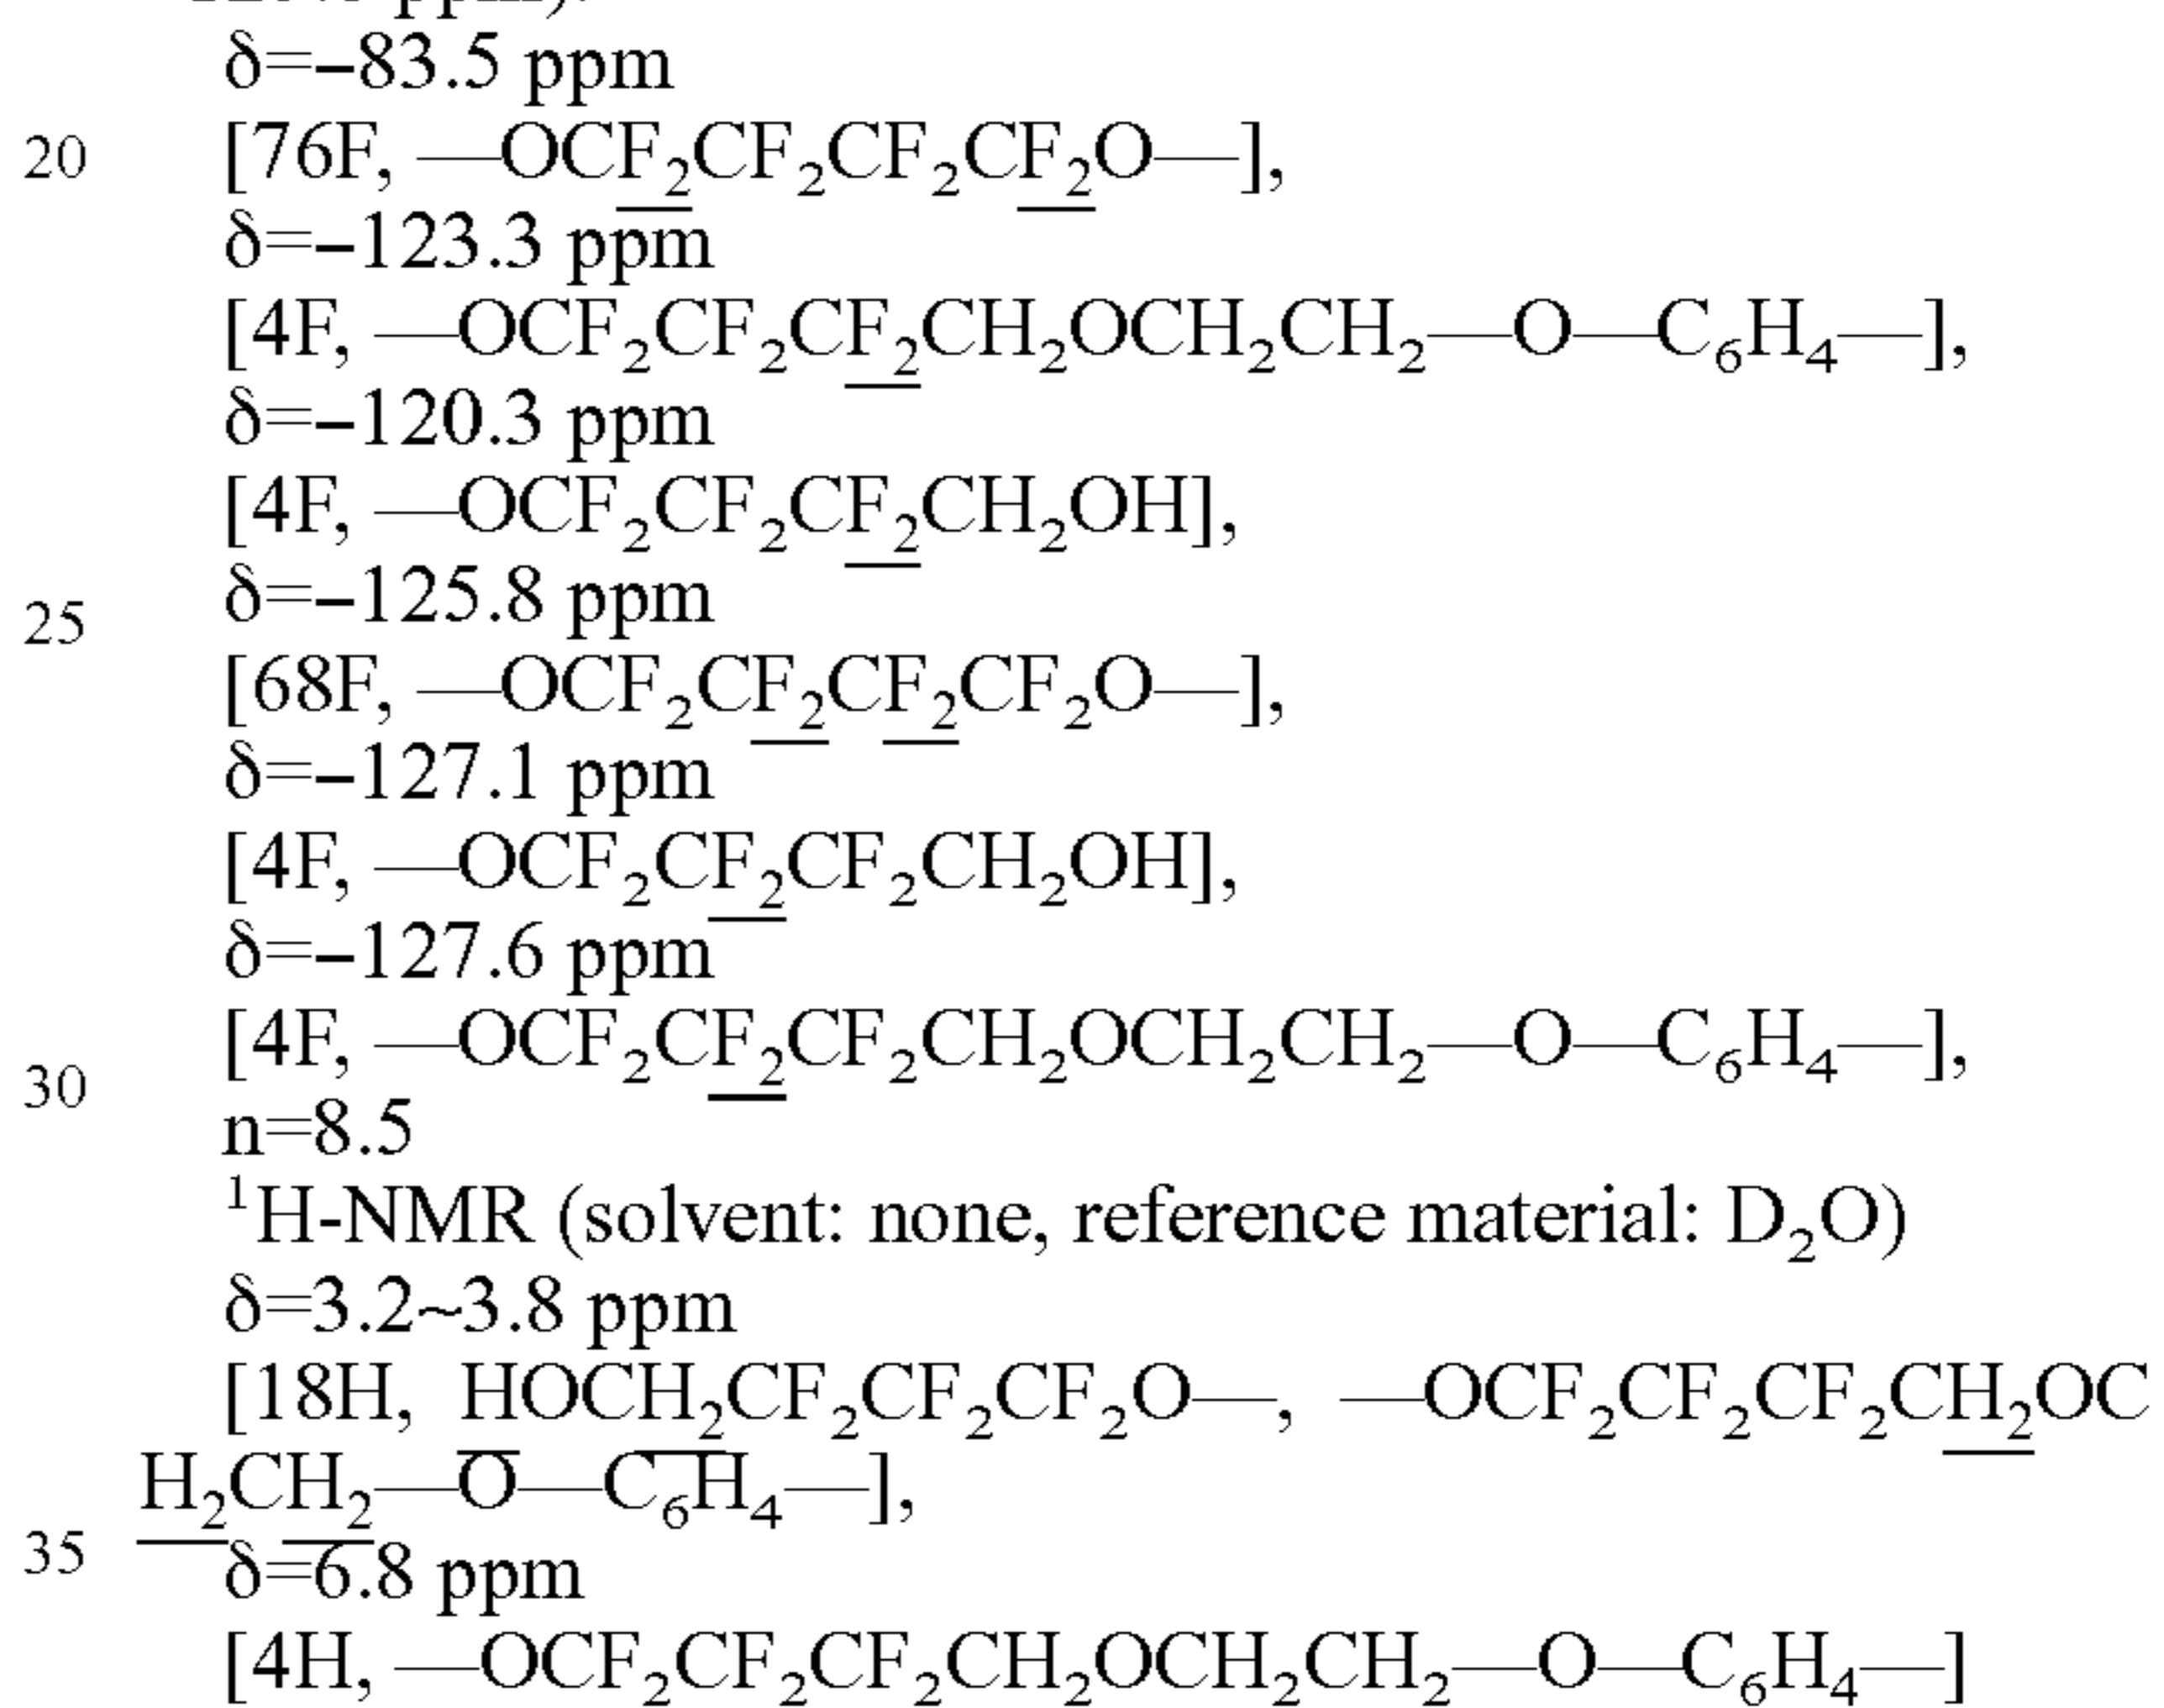 δ=–83.5 ppm
20 [76F, —OCF₂CF₂CF₂CF₂O—],
δ=–123.3 ppm
[4F, —OCF₂CF₂CF₂CH₂OCH₂CH₂—O—C₆H₄—],
δ=–120.3 ppm
[4F, —OCF₂CF₂CF₂CH₂OH],
25 δ=–125.8 ppm
[68F, —OCF₂CF₂CF₂CF₂O—],
δ=–127.1 ppm
[4F, —OCF₂CF₂CF₂CH₂OH],
δ=–127.6 ppm
30 [4F, —OCF₂CF₂CF₂CH₂OCH₂CH₂—O—C₆H₄—],
n=8.5
¹H-NMR (solvent: none, reference material: D₂O)
δ=3.2~3.8 ppm
[18H, HOCH₂CF₂CF₂CF₂O—, —OCF₂CF₂CF₂CH₂OC
H₂CH₂—O—C₆H₄—],
35 δ=6.8 ppm
[4H, —OCF₂CF₂CF₂CH₂OCH₂CH₂—O—C₆H₄—]